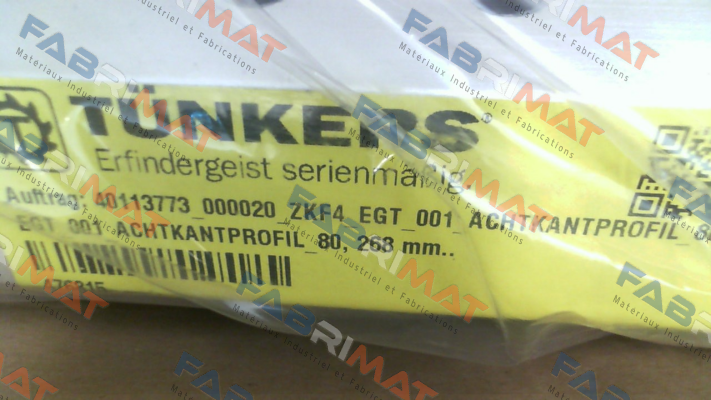 TÜNKERS®
Erfindergeist serienmäßig.
Auftrag: 40113773_000020_ZKF4_EGT_001_ACHTKANTPROFIL_8
EGT_001_ACHTKANTPROFIL_80, 268 mm..
FABRIMAT
Materiaux Industriel et Fabrications